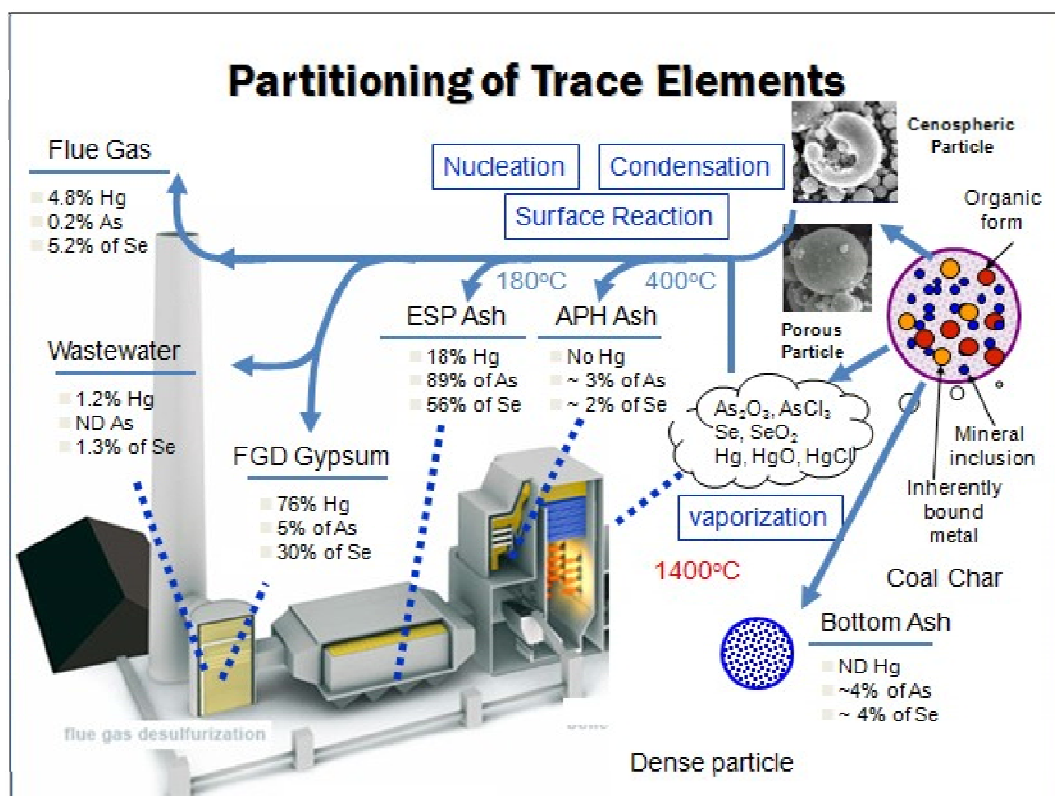 Partitioning of Trace Elements
Flue Gas
4.8% Hg
0.2% As
5.2% of Se
Nucleation
Condensation
Surface Reaction
Cenospheric
Particle
Organic
form
180°C
400°C
ESP Ash
18% Hg
89% of As
56% of Se
APH Ash
No Hg
~ 3% of As
~ 2% of Se
Porous
Particle
Wastewater
1.2% Hg
ND As
1.3% of Se
FGD Gypsum
76% Hg
5% of As
30% of Se
As₂O₃, AsCl₃
Se, SeO₂
Hg, HgO, HgCl
vaporization
1400°C
Mineral
inclusion
Inherently
bound
metal
Coal Char
Bottom Ash
ND Hg
~4% of As
~ 4% of Se
flue gas desulfurization
Dense particle